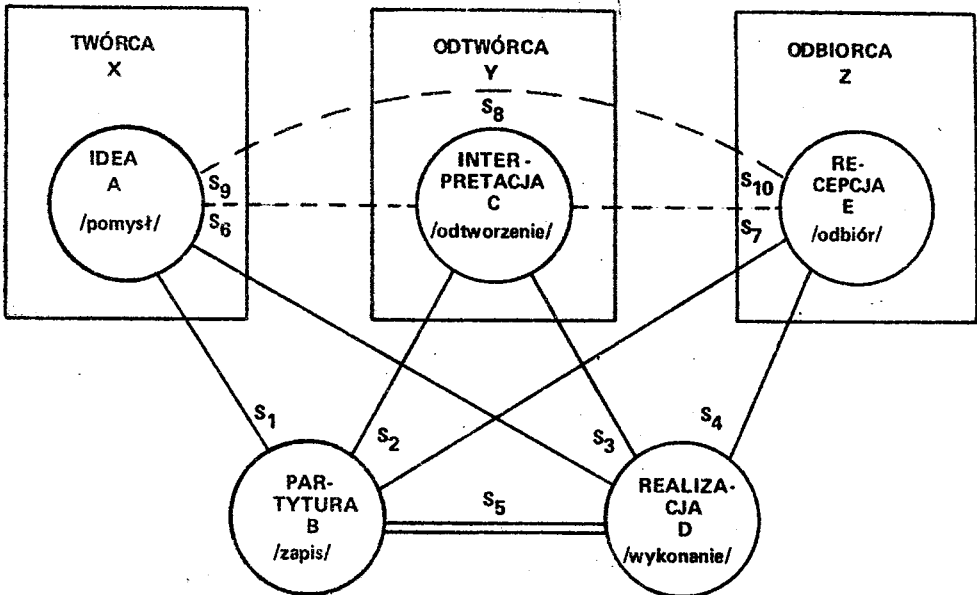 TWÓRCA
X
ODTWÓRCA
Y
ODBIORCA
Z
S8
IDEA
A
/pomysł/
S9
S6
INTER-
PRETACJA
C
/odtworzenie/
S10
S7
RE-
CEPCJA
E
/odbiór/
S1
S2
S3
S4
PAR-
TYTURA
B
/zapis/
S5
REALIZA-
CJA
D
/wykonanie/